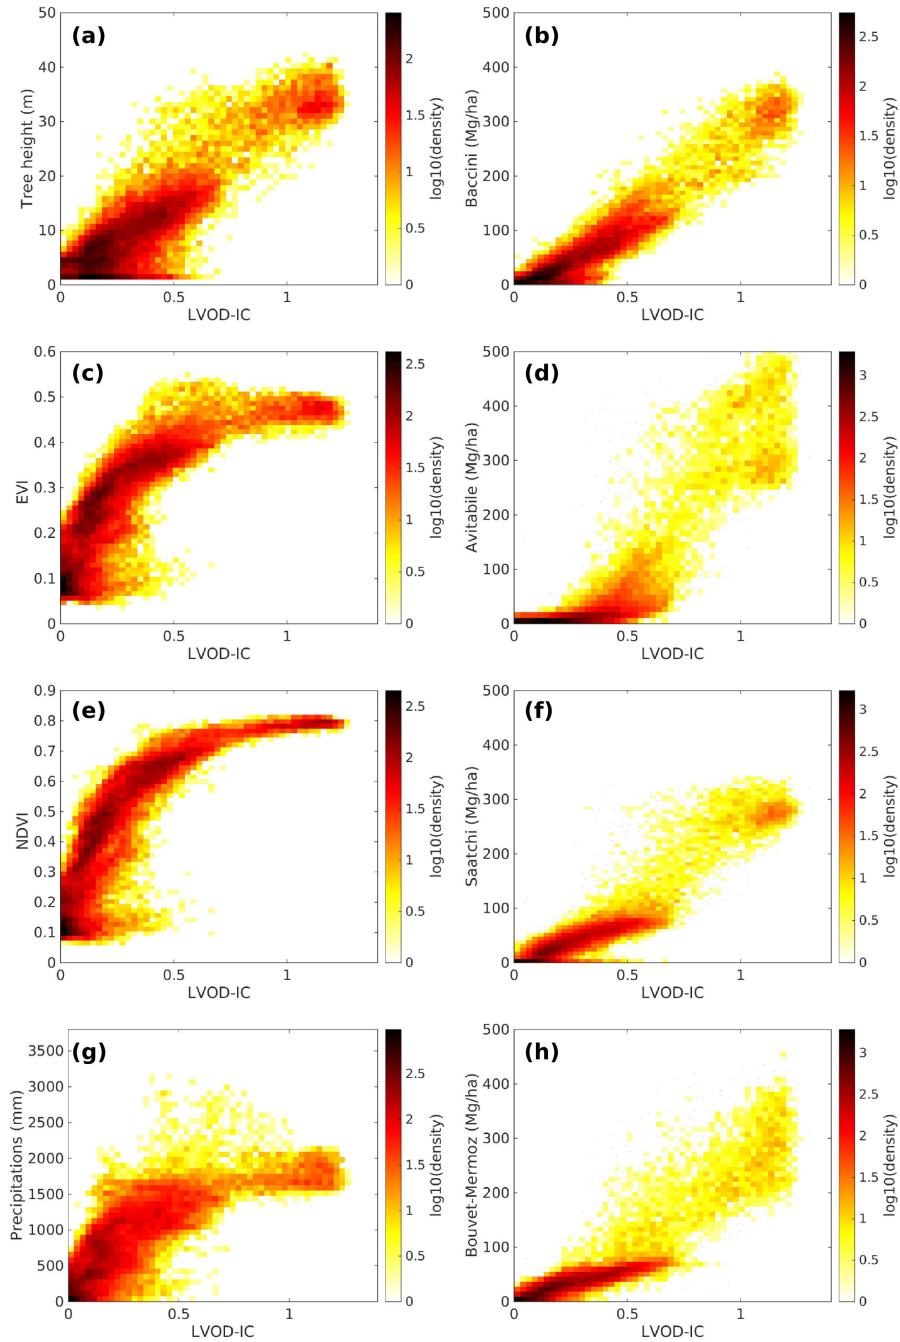 (a)
Tree height (m)
50
40
30
20
10
0
0 0.5 1
LVOD-IC
2
1.5
1
0.5
0
log10(density)
(b)
Baccini (Mg/ha)
500
400
300
200
100
0
0 0.5 1
LVOD-IC
2.5
2
1.5
1
0.5
0
log10(density)
(c)
EVI
0.6
0.5
0.4
0.3
0.2
0.1
0
0 0.5 1
LVOD-IC
2.5
2
1.5
1
0.5
0
log10(density)
(d)
Avitabile (Mg/ha)
500
400
300
200
100
0
0 0.5 1
LVOD-IC
3
2.5
2
1.5
1
0.5
0
log10(density)
(e)
NDVI
0.9
0.8
0.7
0.6
0.5
0.4
0.3
0.2
0.1
0
0 0.5 1
LVOD-IC
2.5
2
1.5
1
0.5
0
log10(density)
(f)
Saatchi (Mg/ha)
500
400
300
200
100
0
0 0.5 1
LVOD-IC
3
2.5
2
1.5
1
0.5
0
log10(density)
(g)
Precipitations (mm)
3500
3000
2500
2000
1500
1000
500
0
0 0.5 1
LVOD-IC
2.5
2
1.5
1
0.5
0
log10(density)
(h)
Bouvet-Mermoz (Mg/ha)
500
400
300
200
100
0
0 0.5 1
LVOD-IC
3
2.5
2
1.5
1
0.5
0
log10(density)